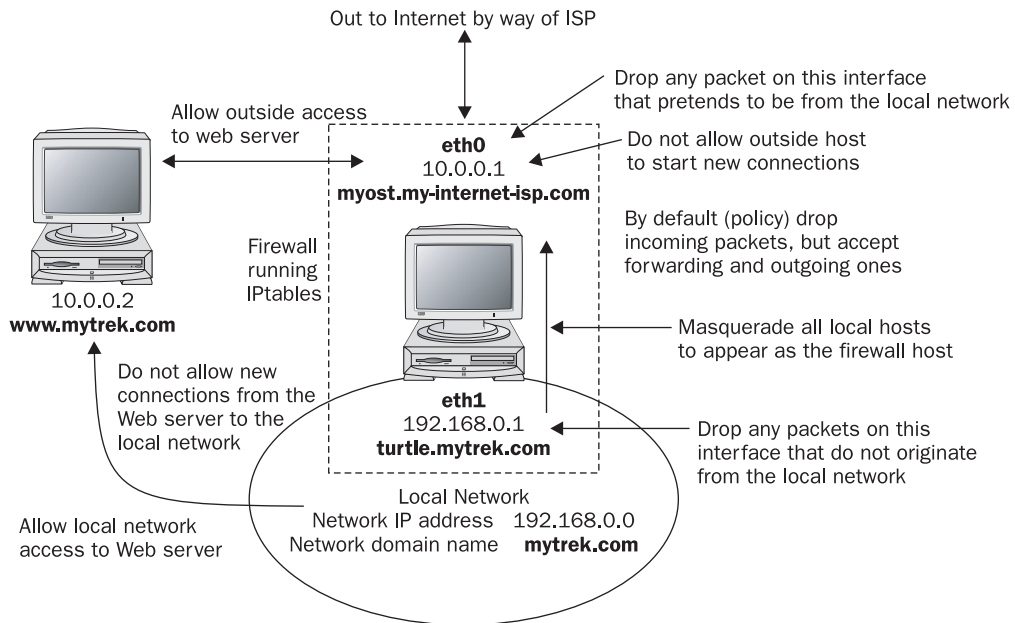 Out to Internet by way of ISP
Drop any packet on this interface
that pretends to be from the local network
Allow outside access
to web server
Do not allow outside host
to start new connections
eth0
10.0.0.1
myost.my-internet-isp.com
By default (policy) drop
incoming packets, but accept
forwarding and outgoing ones
Firewall
running
IPtables
10.0.0.2
www.mytrek.com
Masquerade all local hosts
to appear as the firewall host
Do not allow new
connections from the
Web server to the
local network
eth1
192.168.0.1
turtle.mytrek.com
Drop any packets on this
interface that do not originate
from the local network
Allow local network
access to Web server
Local Network
Network IP address 192.168.0.0
Network domain name mytrek.com